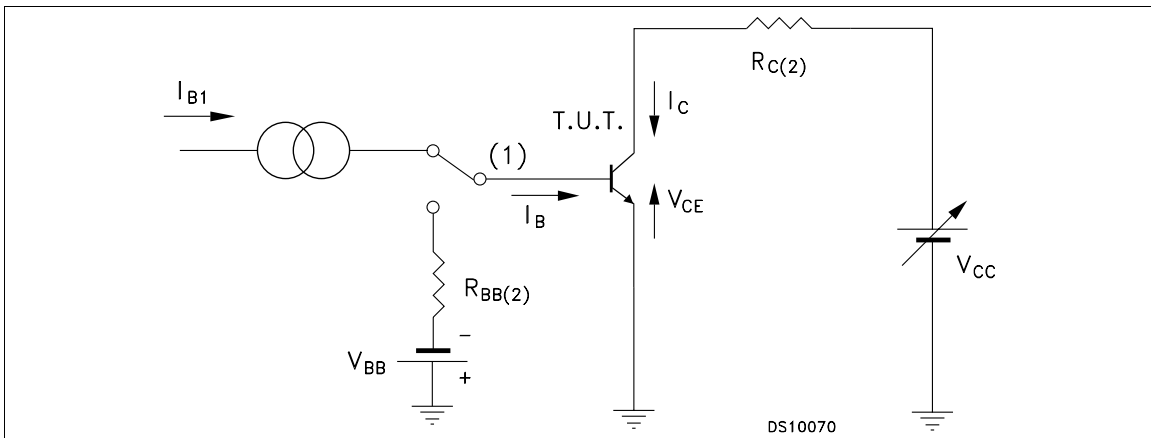 R_C(2)
I_B1
I_C
T.U.T.
(1)
V_CE
I_B
V_CC
R_BB(2)
−
V_BB
+
DS10070